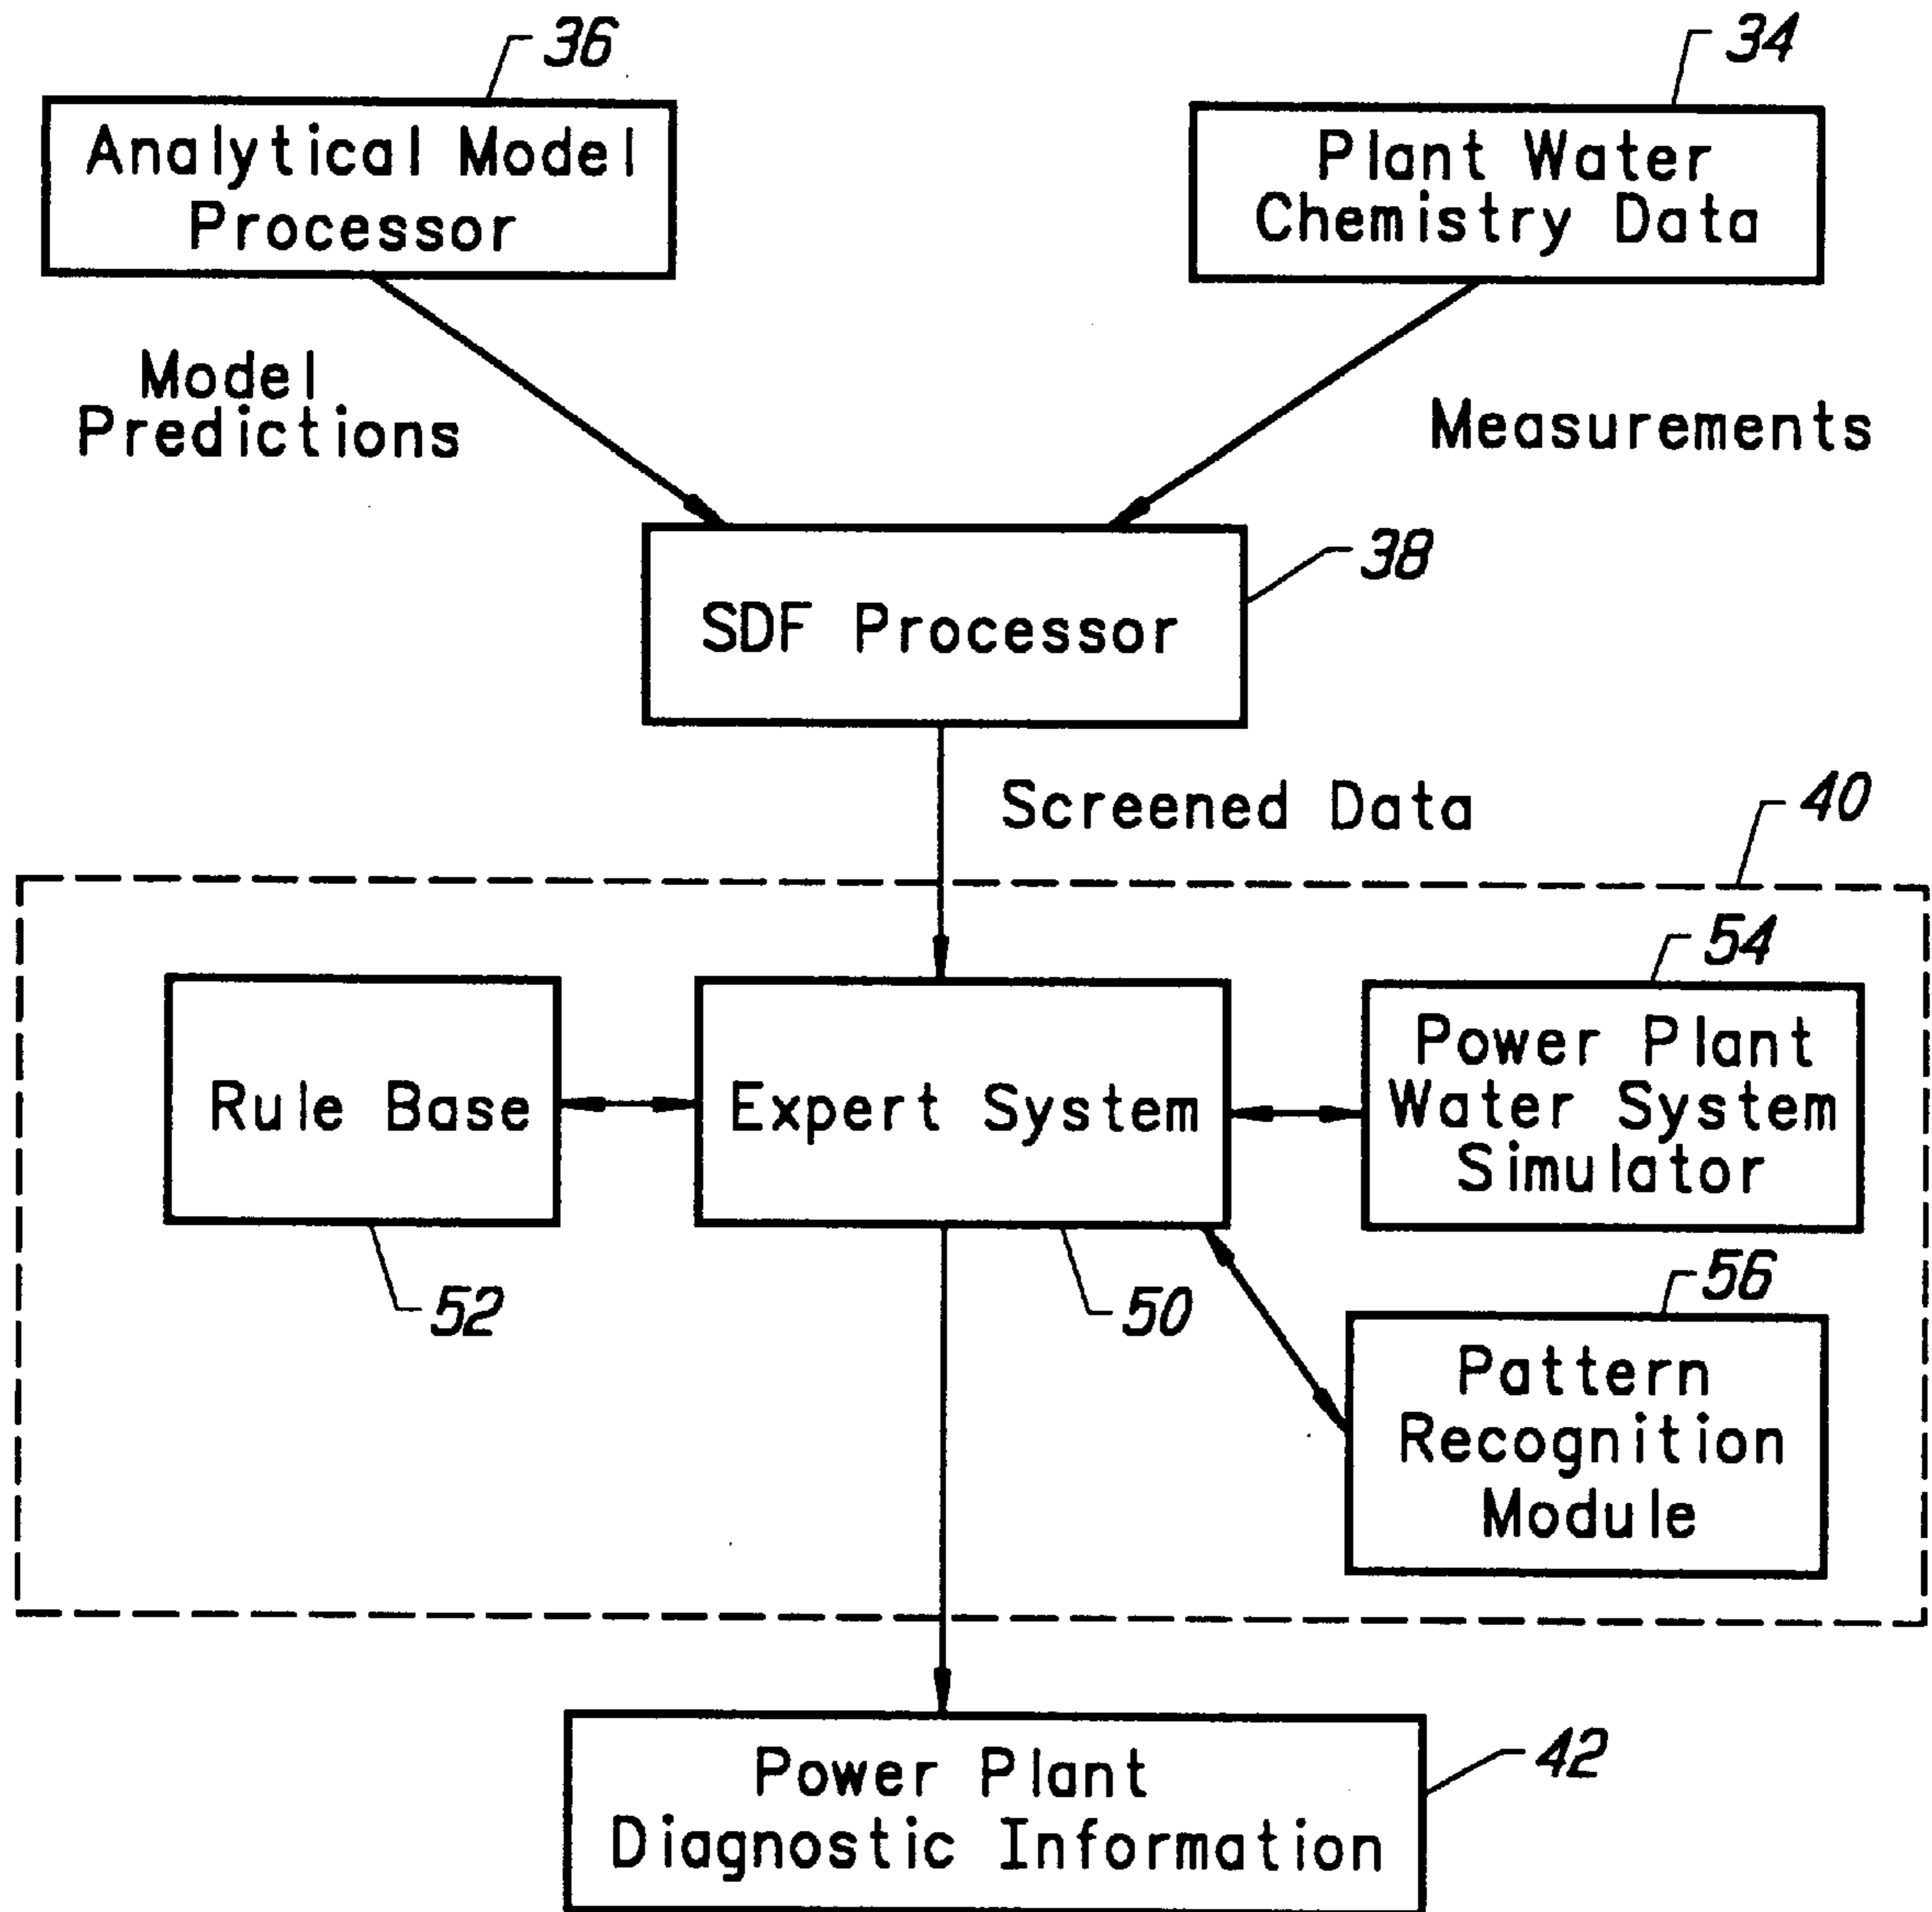 36
34
Analytical Model
Processor
Plant Water
Chemistry Data
Model
Predictions
Measurements
38
SDF Processor
Screened Data
40
54
Rule Base
Expert System
Power Plant
Water System
Simulator
52
50
56
Pattern
Recognition
Module
Power Plant
Diagnostic Information
42